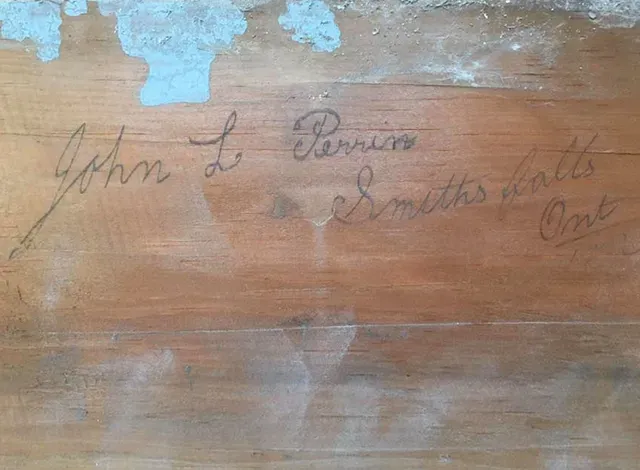 John L Perrin
Smiths Falls
Ont